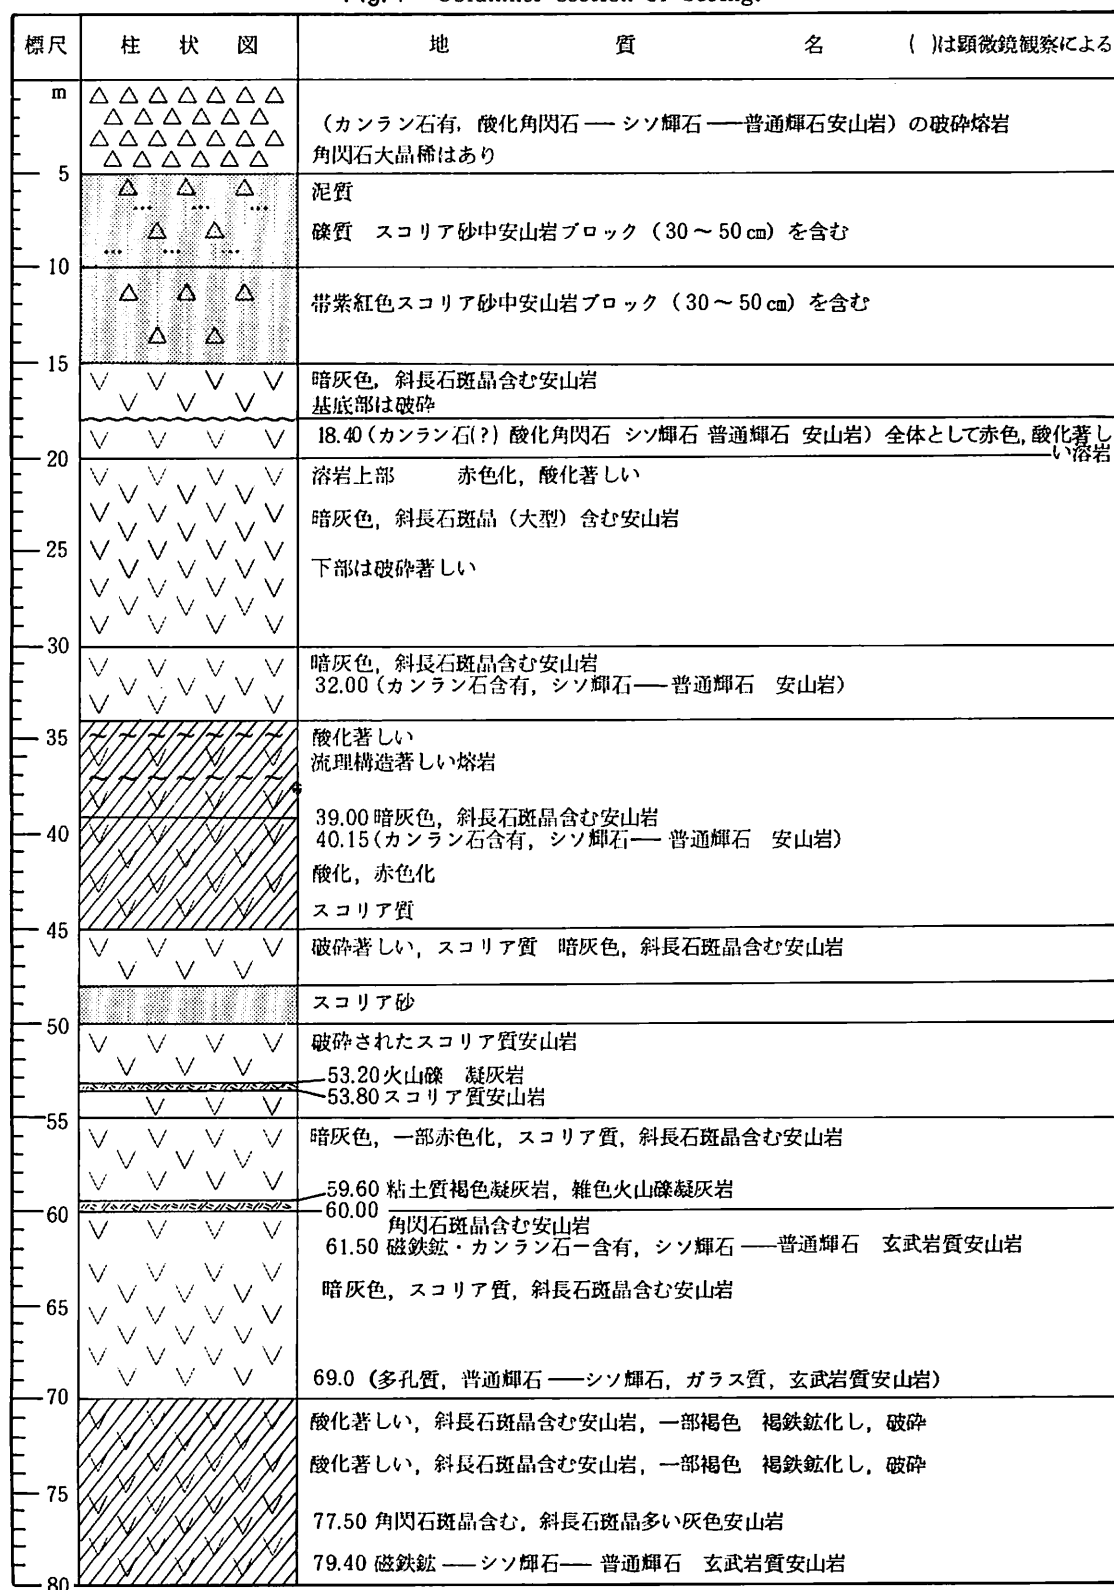 標尺 柱 状 図 地 質 名 ( )は顕微鏡観察による
m
(カンラン石有, 酸化角閃石 ── シソ輝石 ──普通輝石安山岩) の破砕熔岩
角閃石大晶稀はあり
5
泥質
礫質 スコリア砂中安山岩ブロック (30 ~ 50 cm) を含む
10
帯紫紅色スコリア砂中安山岩ブロック (30 ~ 50 cm) を含む
15
暗灰色, 斜長石斑晶含む安山岩
基底部は破砕
18.40 (カンラン石(?) 酸化角閃石 シソ輝石 普通輝石 安山岩) 全体として赤色, 酸化著し
い溶岩
20
溶岩上部 赤色化, 酸化著しい
暗灰色, 斜長石斑晶 (大型) 含む安山岩
25
下部は破砕著しい
30
暗灰色, 斜長石斑晶含む安山岩
32.00 (カンラン石含有, シソ輝石──普通輝石 安山岩)
35
酸化著しい
流理構造著しい熔岩
39.00 暗灰色, 斜長石斑晶含む安山岩
40
40.15 (カンラン石含有, シソ輝石── 普通輝石 安山岩)
酸化, 赤色化
スコリア質
45
破砕著しい, スコリア質 暗灰色, 斜長石斑晶含む安山岩
スコリア砂
50
破砕されたスコリア質安山岩
53.20 火山礫 凝灰岩
53.80 スコリア質安山岩
55
暗灰色, 一部赤色化, スコリア質, 斜長石斑晶含む安山岩
59.60 粘土質褐色凝灰岩, 雑色火山礫凝灰岩
60
60.00
角閃石斑晶含む安山岩
61.50 磁鉄鉱・カンラン石ー含有, シソ輝石 ──普通輝石 玄武岩質安山岩
暗灰色, スコリア質, 斜長石斑晶含む安山岩
65
69.0 (多孔質, 普通輝石 ──シソ輝石, ガラス質, 玄武岩質安山岩)
70
酸化著しい, 斜長石斑晶含む安山岩, 一部褐色 褐鉄鉱化し, 破砕
酸化著しい, 斜長石斑晶含む安山岩, 一部褐色 褐鉄鉱化し, 破砕
75
77.50 角閃石斑晶含む, 斜長石斑晶多い灰色安山岩
79.40 磁鉄鉱 ──シソ輝石── 普通輝石 玄武岩質安山岩
80